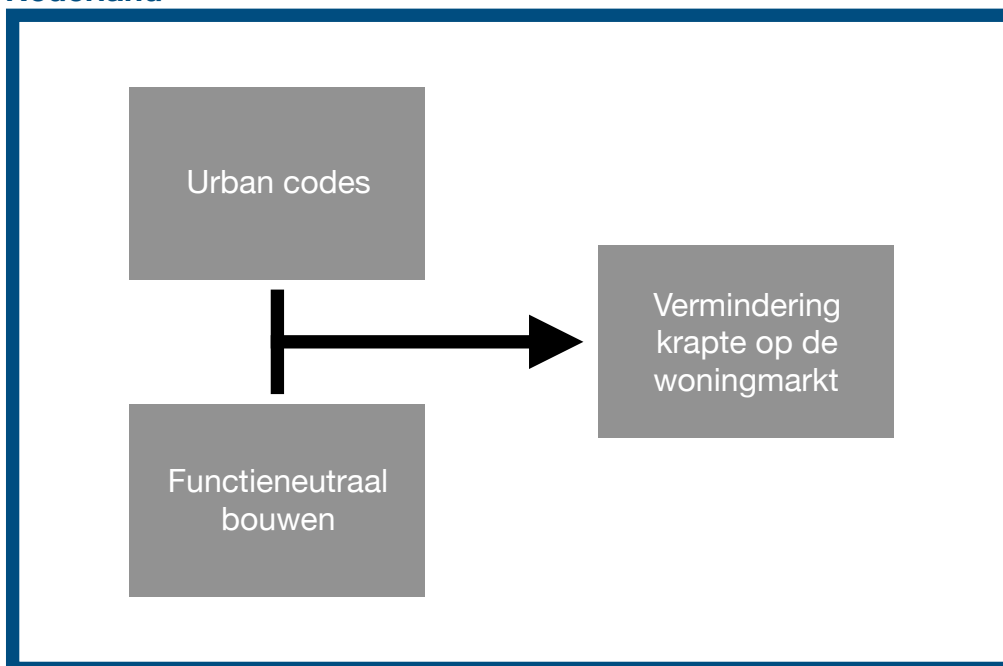 Urban codes
Vermindering
krapte op de
woningmarkt
Functieneutraal
bouwen